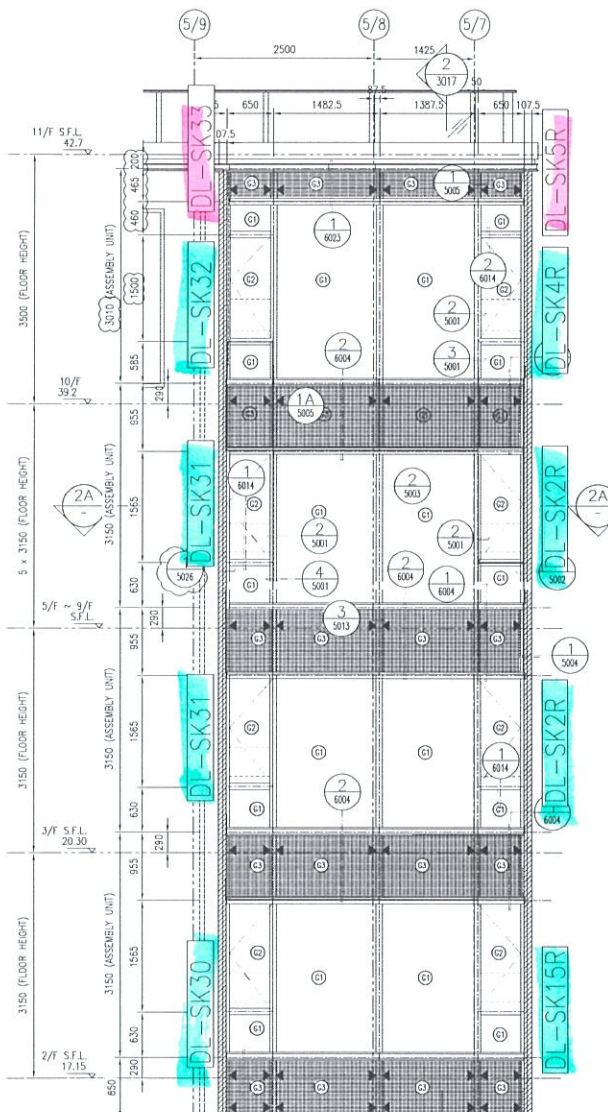 5/9 5/8 5/7
2500 1425
2
3017
87.5 50
650 1482.5 1387.5 650 107.5
07.5
11/F S.F.L.
42.7
DL-SK33
DL-SK5R
200
465
460
1500
585
290
3500 (FLOOR HEIGHT)
3010 (ASSEMBLY UNIT)
G3 G3 G3 G3
1
5005
G1 G1
1
6023
2
6014
G2 G1 G1 G2
DL-SK32
DL-SK4R
2
5001
2
6004
3
5001
G1 G1
10/F
39.2
1A
5005
955
DL-SK31
DL-SK2R
2A
-
2A
-
1
6014
G2 G1 G1
2
5003
2
5001
2
5001
5 x 3150 (FLOOR HEIGHT)
3150 (ASSEMBLY UNIT)
1565
630
290
5026
G1
4
5001
2
6004
1
6004
G1
5002
5/F ~ 9/F
S.F.L.
3
5013
G3 G3 G3 G3
1
5004
955
DL-SK31
DL-SK2R
G2 G1 G1 G2
1
6014
2
6004
3150 (FLOOR HEIGHT)
3150 (ASSEMBLY UNIT)
1565
630
290
G1 G1
6004
3/F S.F.L.
20.30
G3 G3 G3 G3
955
3150 (FLOOR HEIGHT)
3150 (ASSEMBLY UNIT)
1565
630
290
G2 G1 G1 G2
DL-SK30
DL-SK15R
G1 G1
2/F S.F.L.
17.15
850
G3 G3 G3 G3